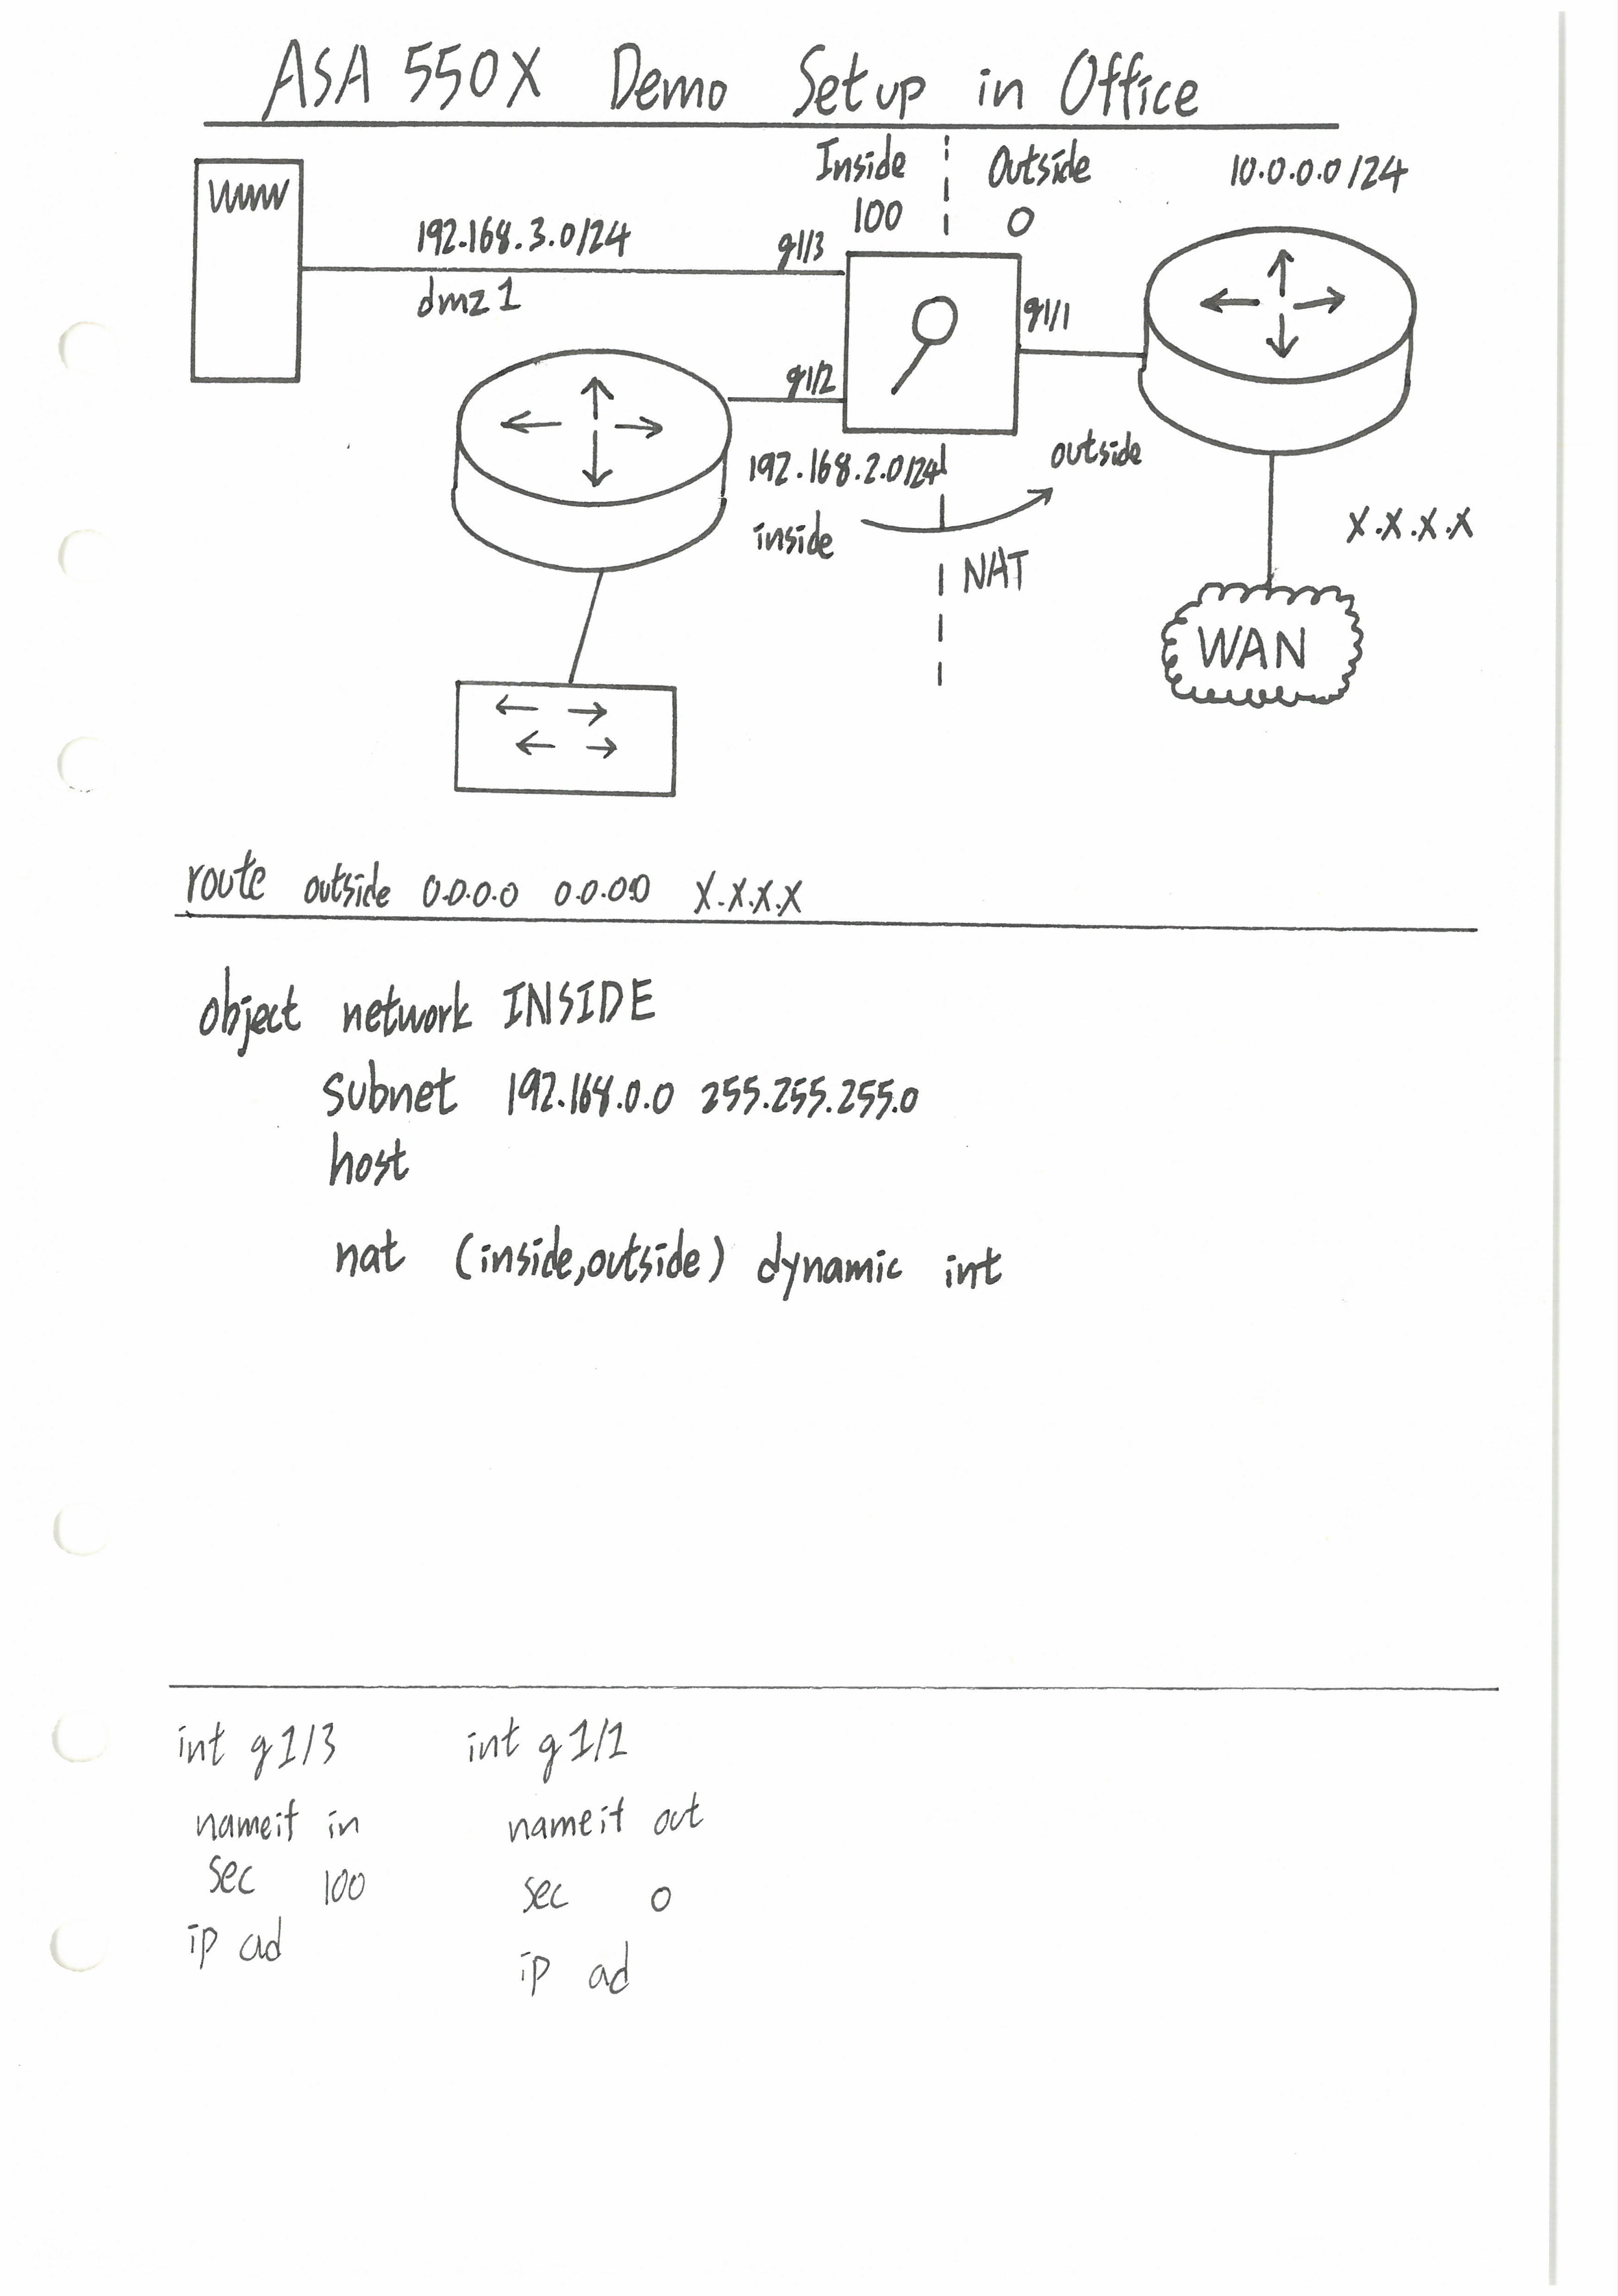 ASA 550X Demo Setup in Office
Inside Outside 10.0.0.0/24
100 0
WWW
192.168.3.0/24 g1/3
dmz 1
g1/1
g1/2
192.168.2.0/24
outside
inside
NAT
X.X.X.X
WAN
route outside 0.0.0.0 0.0.0.0 X.X.X.X
object network INSIDE
subnet 192.168.0.0 255.255.255.0
host
nat (inside,outside) dynamic int
int g1/3 int g1/1
nameif in nameif out
sec 100 sec 0
ip ad ip ad